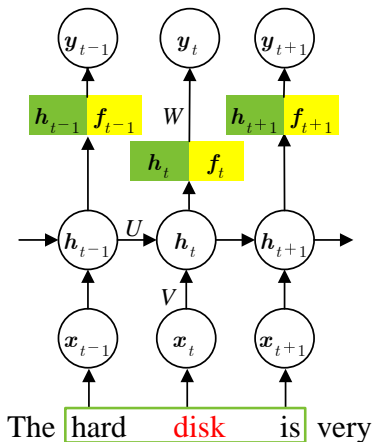 y_{t-1} y_t y_{t+1}
h_{t-1} f_{t-1} W h_{t+1} f_{t+1}
h_t f_t
U
h_{t-1} h_t h_{t+1}
V
x_{t-1} x_t x_{t+1}
The hard disk is very